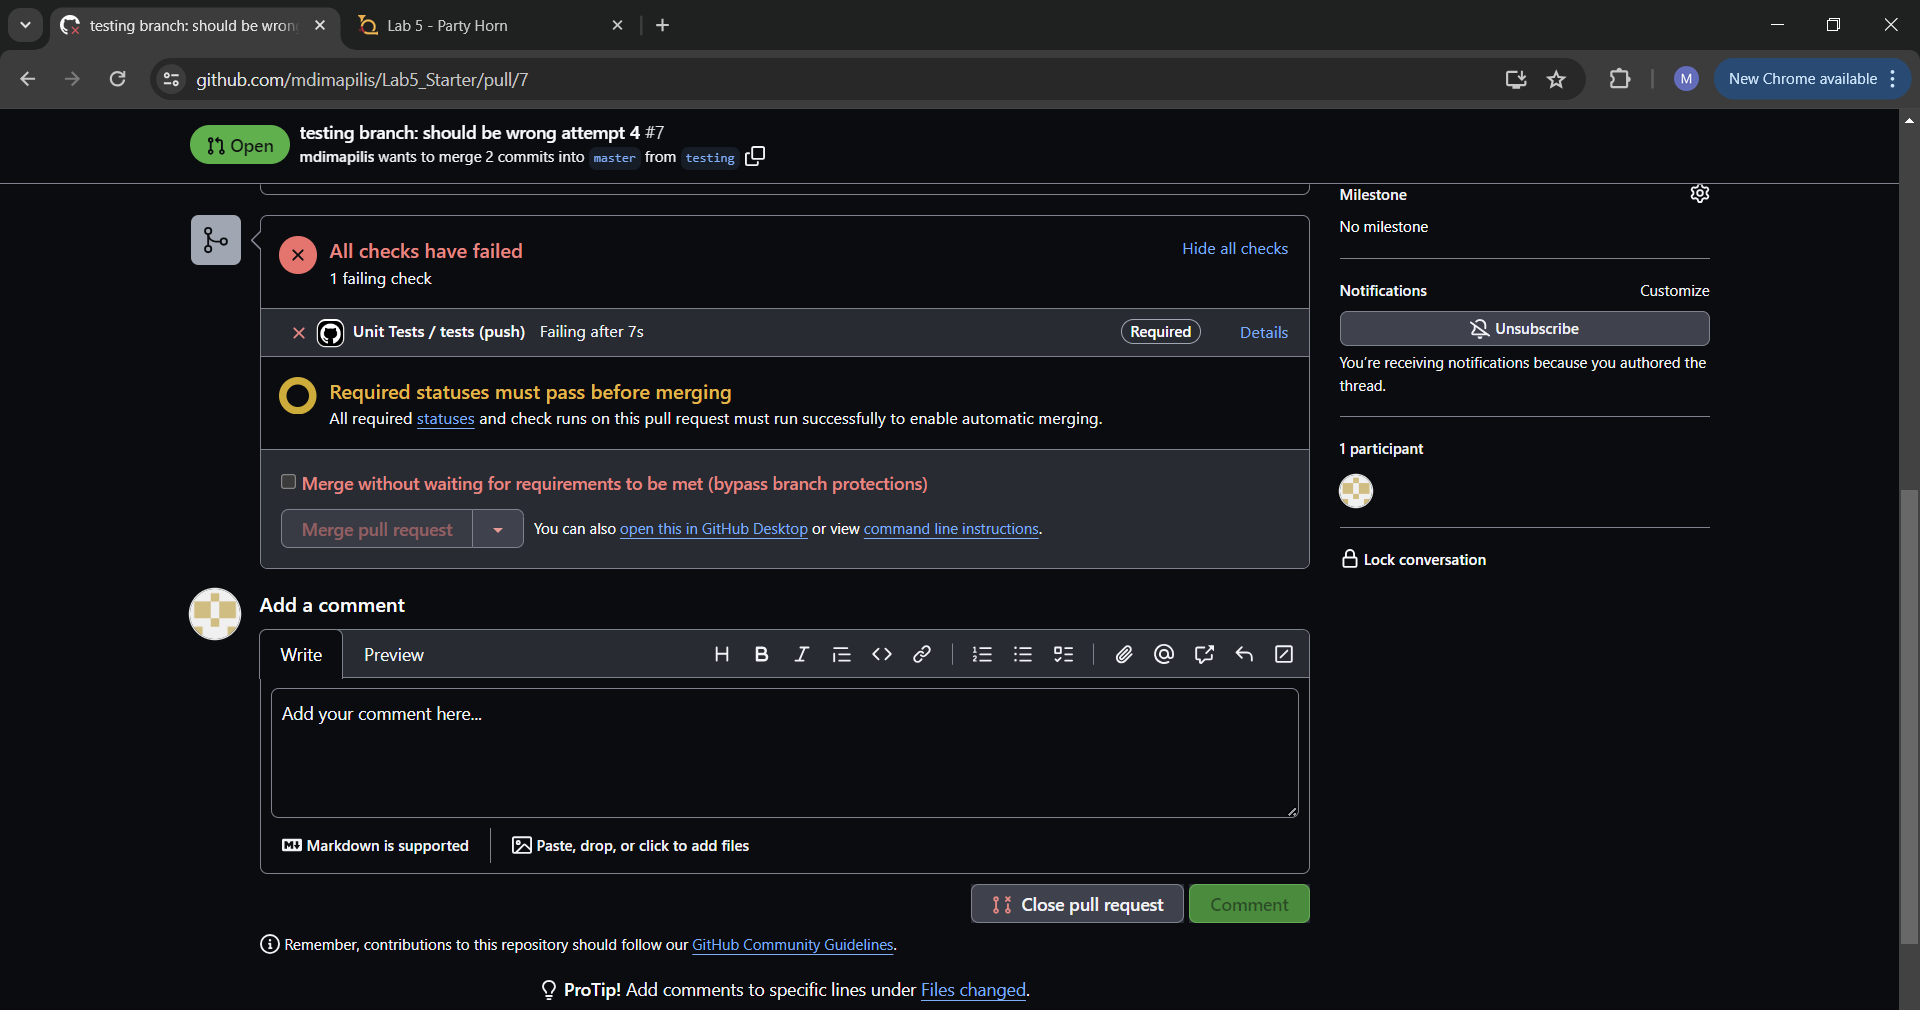 testing branch: should be wron
Lab 5 - Party Horn
github.com/mdimapilis/Lab5_Starter/pull/7
M
New Chrome available
Open
testing branch: should be wrong attempt 4 #7
mdimapilis wants to merge 2 commits into master from testing
All checks have failed
Hide all checks
1 failing check
Unit Tests / tests (push) Failing after 7s
Required
Details
Required statuses must pass before merging
All required statuses and check runs on this pull request must run successfully to enable automatic merging.
Merge without waiting for requirements to be met (bypass branch protections)
Merge pull request
You can also open this in GitHub Desktop or view command line instructions.
Milestone
No milestone
Notifications
Customize
Unsubscribe
You're receiving notifications because you authored the
thread.
1 participant
Lock conversation
Add a comment
Write
Preview
Add your comment here...
Markdown is supported
Paste, drop, or click to add files
Close pull request
Comment
Remember, contributions to this repository should follow our GitHub Community Guidelines.
ProTip! Add comments to specific lines under Files changed.